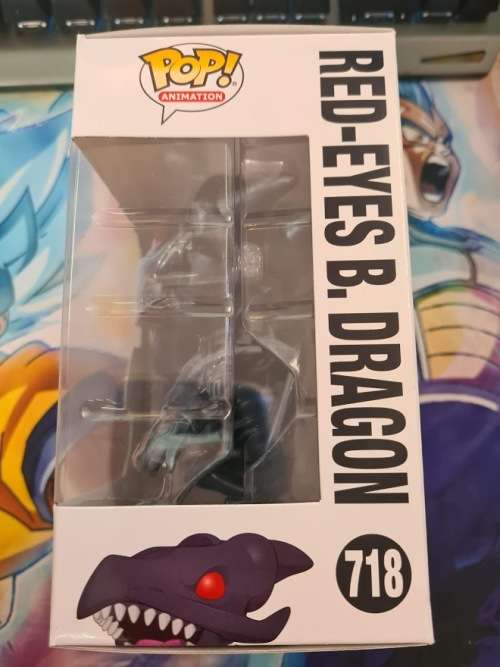 POP!
ANIMATION
RED-EYES B. DRAGON
718